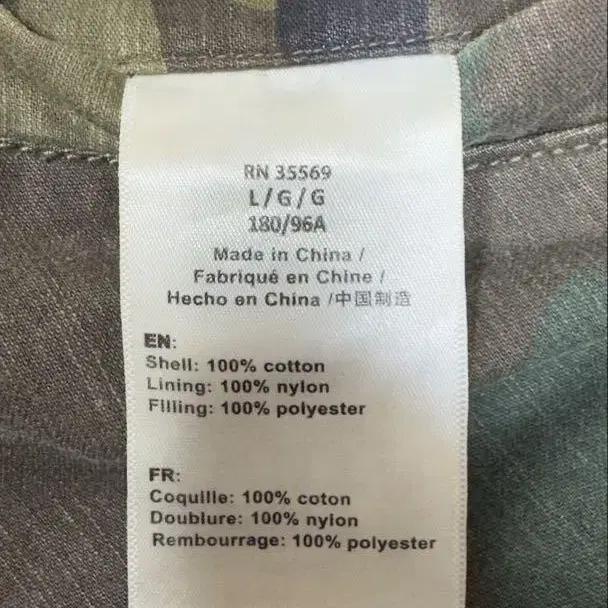 RN 35569
L/G/G
180/96A
Made in China /
Fabriqué en Chine /
Hecho en China /中国制造
EN:
Shell: 100% cotton
Lining: 100% nylon
Filling: 100% polyester
FR:
Coquille: 100% coton
Doublure: 100% nylon
Rembourrage: 100% polyester